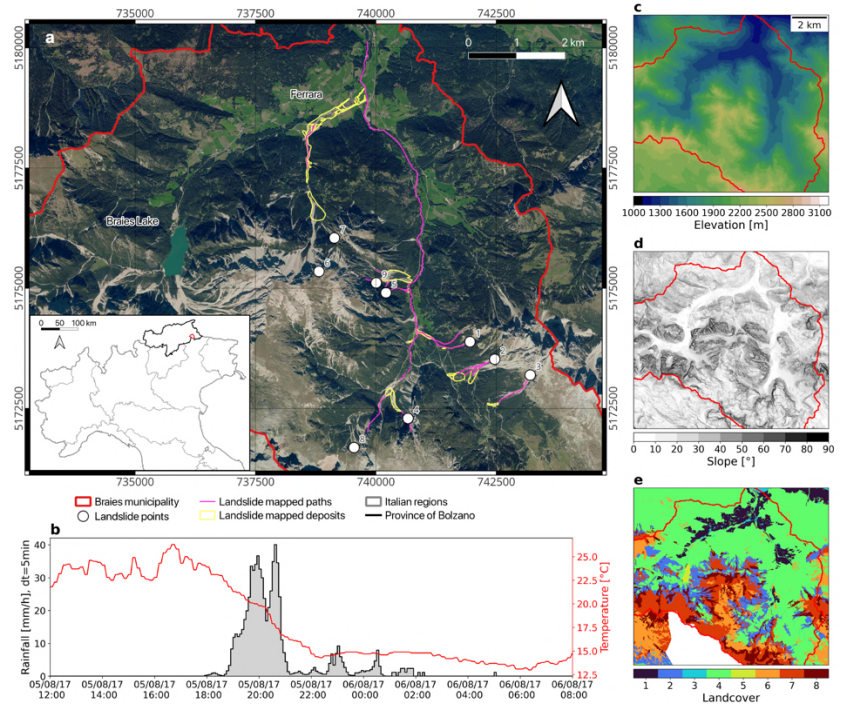 735000 737500 740000 742500
a
0 1 2 km
Ferrara
Braies Lake
5180000
5177500
5175000
5172500
5180000
5177500
5175000
5172500
7
6
9
5
4
8
0 50 100 km
735000 737500 740000 742500
Braies municipality
Landslide points
Landslide mapped paths
Landslide mapped deposits
Italian regions
Province of Bolzano
b
Rainfall [mm/h], dt=5min
40
30
20
10
0
Temperature [°C]
25.0
22.5
20.0
17.5
15.0
12.5
05/08/17 05/08/17 05/08/17 05/08/17 05/08/17 05/08/17 06/08/17 06/08/17 06/08/17 06/08/17 06/08/17
12:00 14:00 16:00 18:00 20:00 22:00 00:00 02:00 04:00 06:00 08:00
c
2 km
1000 1300 1600 1900 2200 2500 2800 3100
Elevation [m]
d
0 10 20 30 40 50 60 70 80 90
Slope [°]
e
1 2 3 4 5 6 7 8
Landcover